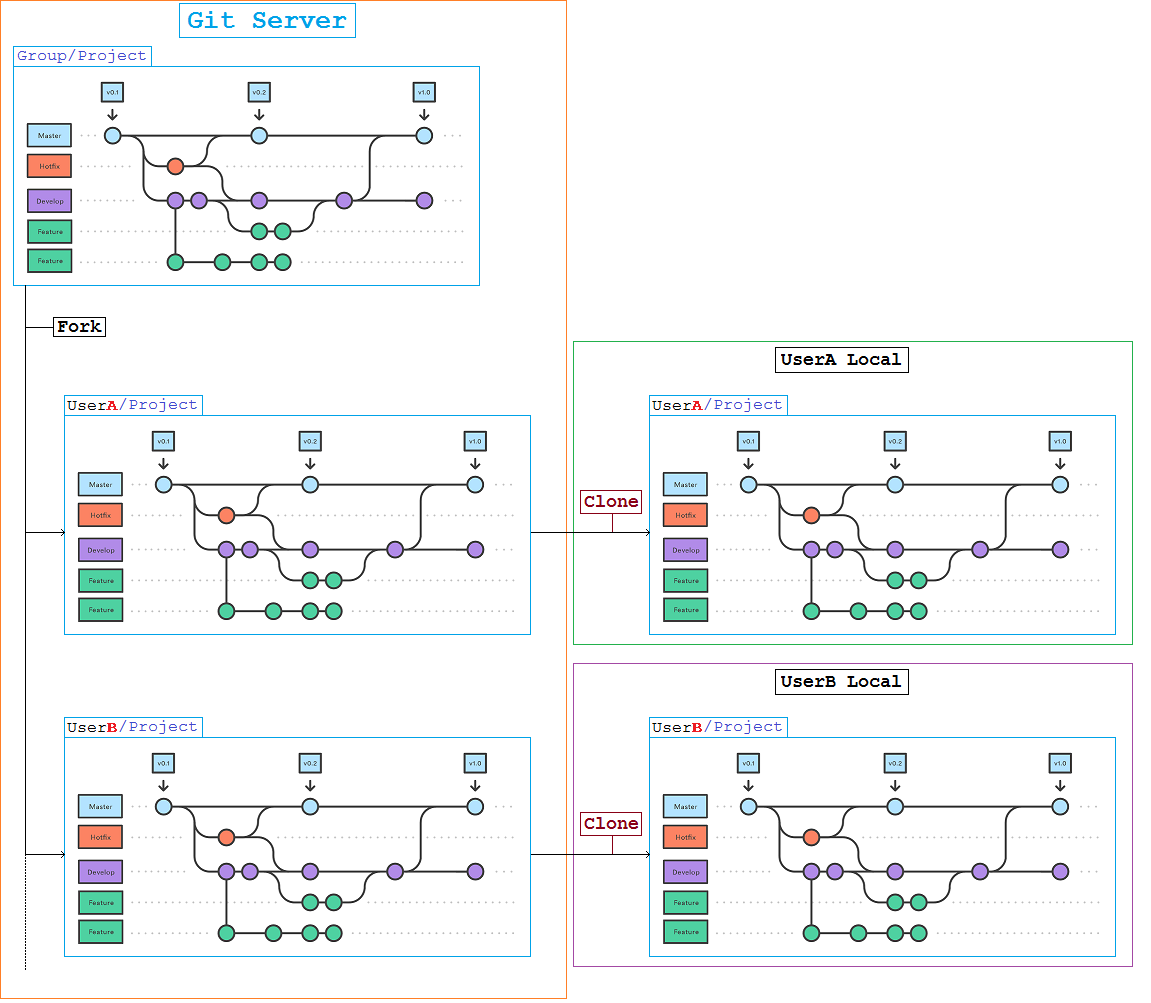 Git Server
Group/Project
v0.1 v0.2 v1.0
Master
Hotfix
Develop
Feature
Feature
Fork
UserA Local
UserA/Project
v0.1 v0.2 v1.0
Master
Hotfix
Develop
Feature
Feature
Clone
UserA/Project
v0.1 v0.2 v1.0
Master
Hotfix
Develop
Feature
Feature
UserB Local
UserB/Project
v0.1 v0.2 v1.0
Master
Hotfix
Develop
Feature
Feature
Clone
UserB/Project
v0.1 v0.2 v1.0
Master
Hotfix
Develop
Feature
Feature